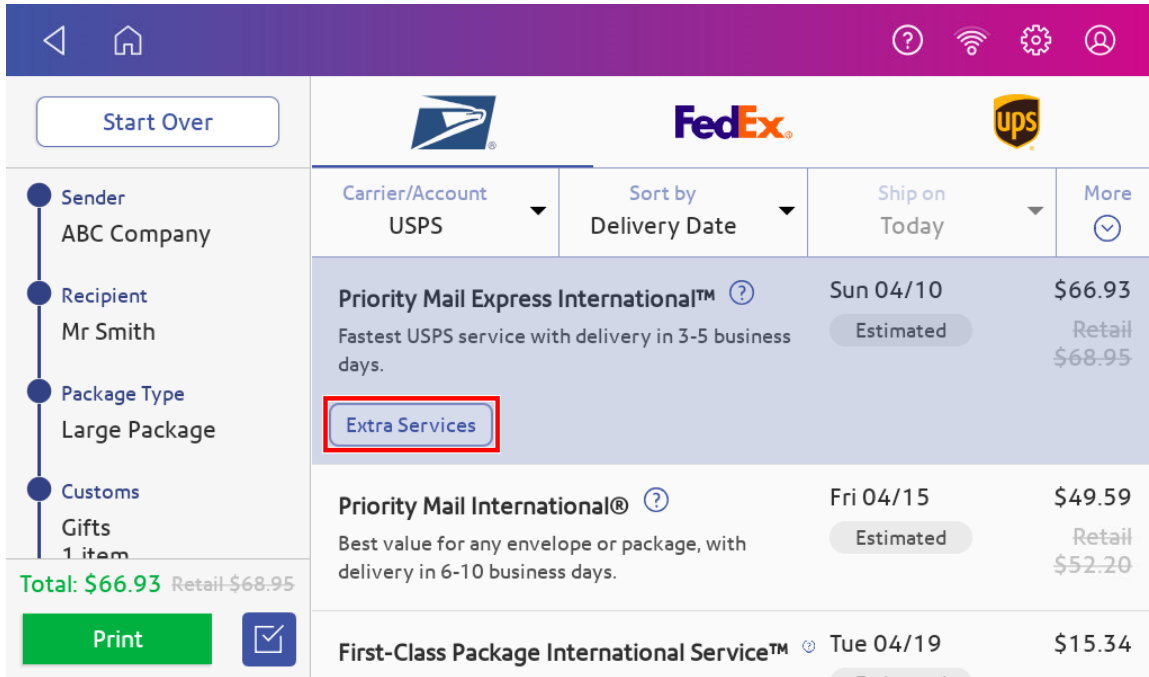 Start Over
FedEx®
ups
Sender
ABC Company
Recipient
Mr Smith
Package Type
Large Package
Customs
Gifts
1 item
Total: $66.93 Retail $68.95
Print
Carrier/Account
USPS
Sort by
Delivery Date
Ship on
Today
More
Priority Mail Express International™ ?
Sun 04/10
$66.93
Fastest USPS service with delivery in 3-5 business
days.
Estimated
Retail
$68.95
Extra Services
Priority Mail International® ?
Fri 04/15
$49.59
Best value for any envelope or package, with
delivery in 6-10 business days.
Estimated
Retail
$52.20
First-Class Package International Service™ ?
Tue 04/19
$15.34